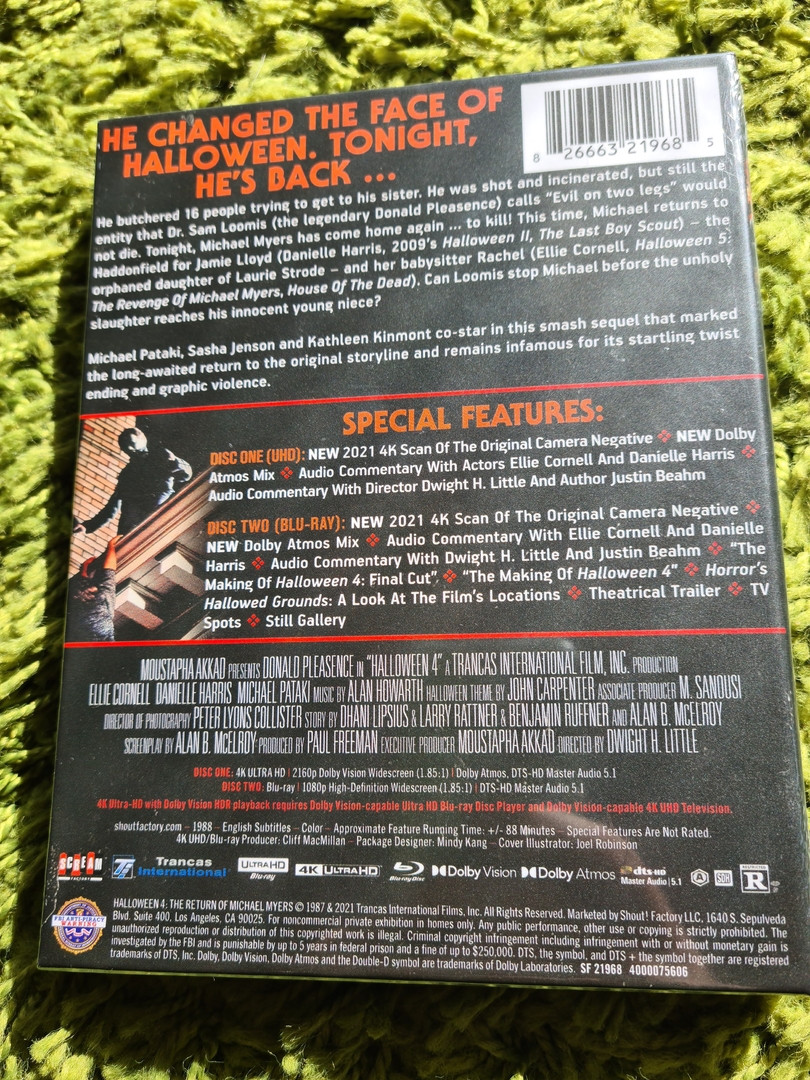 HE CHANGED THE FACE OF
HALLOWEEN. TONIGHT,
HE'S BACK ...
8 26663 21968 5
He butchered 16 people trying to get to his sister. He was shot and incinerated, but still the
entity that Dr. Sam Loomis (the legendary Donald Pleasence) calls "Evil on two legs" would
not die. Tonight, Michael Myers has come home again ... to kill! This time, Michael returns to
Haddonfield for Jamie Lloyd (Danielle Harris, 2009's Halloween II, The Last Boy Scout) – the
orphaned daughter of Laurie Strode – and her babysitter Rachel (Ellie Cornell, Halloween 5:
The Revenge Of Michael Myers, House Of The Dead). Can Loomis stop Michael before the unholy
slaughter reaches his innocent young niece?
Michael Pataki, Sasha Jenson and Kathleen Kinmont co-star in this smash sequel that marked
the long-awaited return to the original storyline and remains infamous for its startling twist
ending and graphic violence.
SPECIAL FEATURES:
DISC ONE (UHD): NEW 2021 4K Scan Of The Original Camera Negative ❖ NEW Dolby
Atmos Mix ❖ Audio Commentary With Actors Ellie Cornell And Danielle Harris ❖
Audio Commentary With Director Dwight H. Little And Author Justin Beahm
DISC TWO (BLU-RAY): NEW 2021 4K Scan Of The Original Camera Negative ❖
NEW Dolby Atmos Mix ❖ Audio Commentary With Ellie Cornell And Danielle
Harris ❖ Audio Commentary With Dwight H. Little And Justin Beahm ❖ "The
Making Of Halloween 4: Final Cut" ❖ "The Making Of Halloween 4" ❖ Horror's
Hallowed Grounds: A Look At The Film's Locations ❖ Theatrical Trailer ❖ TV
Spots ❖ Still Gallery
MOUSTAPHA AKKAD PRESENTS DONALD PLEASENCE IN "HALLOWEEN 4" A TRANCAS INTERNATIONAL FILM, INC. PRODUCTION
ELLIE CORNELL DANIELLE HARRIS MICHAEL PATAKI MUSIC BY ALAN HOWARTH HALLOWEEN THEME BY JOHN CARPENTER ASSOCIATE PRODUCER M. SANOUSI
DIRECTOR OF PHOTOGRAPHY PETER LYONS COLLISTER STORY BY DHANI LIPSIUS & LARRY RATTNER & BENJAMIN RUFFNER AND ALAN B. McELROY
SCREENPLAY BY ALAN B. McELROY PRODUCED BY PAUL FREEMAN EXECUTIVE PRODUCER MOUSTAPHA AKKAD DIRECTED BY DWIGHT H. LITTLE
DISC ONE: 4K ULTRA HD | 2160p Dolby Vision Widescreen (1.85:1) | Dolby Atmos, DTS-HD Master Audio 5.1
DISC TWO: Blu-ray | 1080p High-Definition Widescreen (1.85:1) | DTS-HD Master Audio 5.1
4K Ultra-HD with Dolby Vision HDR playback requires Dolby Vision-capable Ultra HD Blu-ray Disc Player and Dolby Vision-capable 4K UHD Television.
shoutfactory.com – 1988 – English Subtitles – Color – Approximate Feature Running Time: +/- 88 Minutes – Special Features Are Not Rated.
4K UHD/Blu-ray Producer: Cliff MacMillan – Package Designer: Mindy Kang – Cover Illustrator: Joel Robinson
SCREAM FACTORY Trancas International ULTRA HD Blu-ray 4K ULTRA HD Blu-ray Disc Dolby Vision Dolby Atmos dts-HD Master Audio | 5.1 A SDH RESTRICTED R
FBI ANTI-PIRACY WARNING
HALLOWEEN 4: THE RETURN OF MICHAEL MYERS © 1987 & 2021 Trancas International Films, Inc. All Rights Reserved. Marketed by Shout! Factory LLC, 1640 S. Sepulveda
Blvd. Suite 400, Los Angeles, CA 90025. For noncommercial private exhibition in homes only. Any public performance, other use or copying is strictly prohibited. The
unauthorized reproduction or distribution of this copyrighted work is illegal. Criminal copyright infringement including infringement with or without monetary gain is
investigated by the FBI and is punishable by up to 5 years in federal prison and a fine of up to $250,000. DTS, the symbol, and DTS + the symbol together are registered
trademarks of DTS, Inc. Dolby, Dolby Vision, Dolby Atmos and the Double-D symbol are trademarks of Dolby Laboratories. SF 21968 4000075606